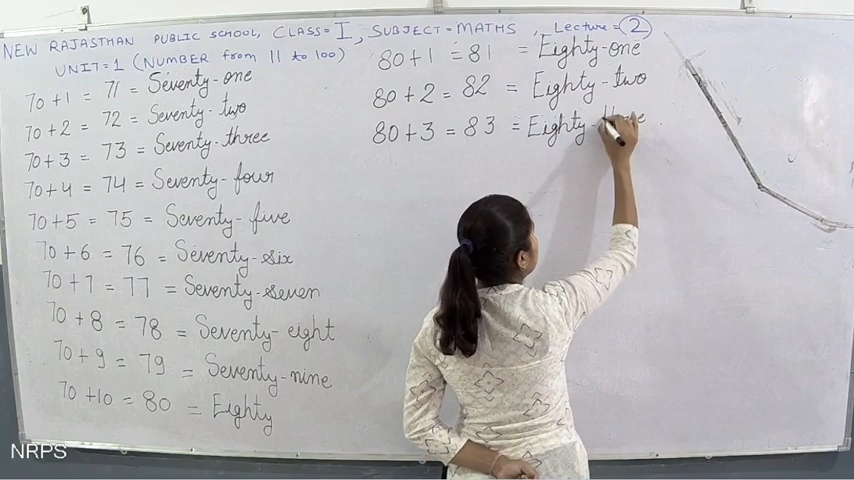 NEW RAJASTHAN PUBLIC SCHOOL, CLASS=I, SUBJECT=MATHS, Lecture=2
UNIT=1 (NUMBER from 11 to 100)
70+1 = 71 = Seventy-one
70+2 = 72 = Seventy-two
70+3 = 73 = Seventy-three
70+4 = 74 = Seventy-four
70+5 = 75 = Seventy-five
70+6 = 76 = Seventy-six
70+7 = 77 = Seventy-seven
70+8 = 78 = Seventy-eight
70+9 = 79 = Seventy-nine
70+10 = 80 = Eighty
80+1 = 81 = Eighty-one
80+2 = 82 = Eighty-two
80+3 = 83 = Eighty-
NRPS